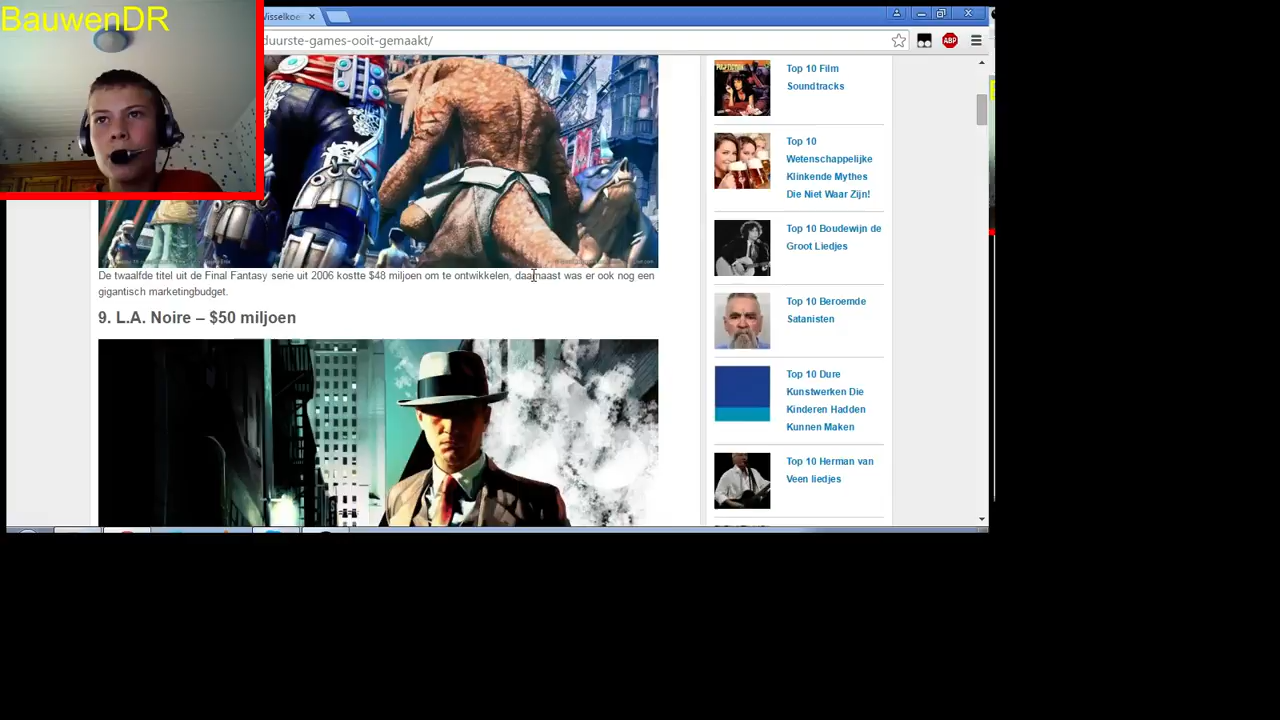 BauwenDR
duurste-games-ooit-gemaakt/
ABP
De twaalfde titel uit de Final Fantasy serie uit 2006 kostte $48 miljoen om te ontwikkelen, daarnaast was er ook nog een
gigantisch marketingbudget.
9. L.A. Noire – $50 miljoen
Top 10 Film
Soundtracks
Top 10
Wetenschappelijke
Klinkende Mythes
Die Niet Waar Zijn!
Top 10 Boudewijn de
Groot Liedjes
Top 10 Beroemde
Satanisten
Top 10 Dure
Kunstwerken Die
Kinderen Hadden
Kunnen Maken
Top 10 Herman van
Veen liedjes